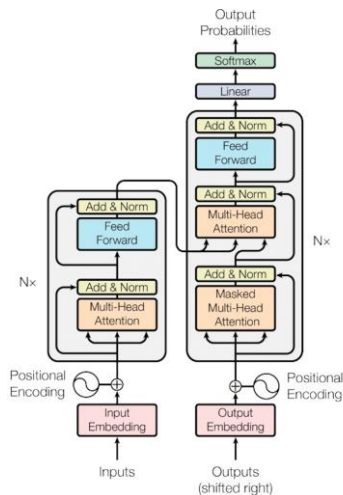 Output
Probabilities
Softmax
Linear
Add & Norm
Feed
Forward
Add & Norm
Multi-Head
Attention
Add & Norm
Masked
Multi-Head
Attention
Nx
Add & Norm
Feed
Forward
Add & Norm
Multi-Head
Attention
Nx
Positional
Encoding
Positional
Encoding
Input
Embedding
Output
Embedding
Inputs
Outputs
(shifted right)